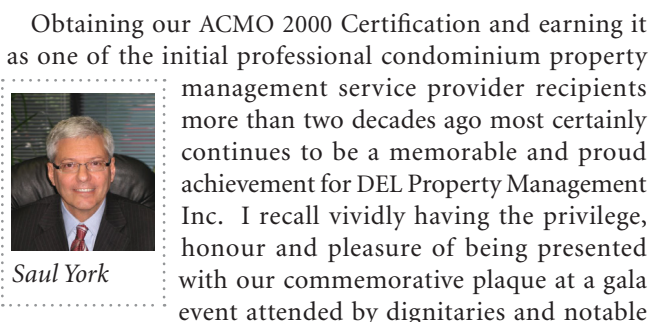 Obtaining our ACMO 2000 Certification and earning it
as one of the initial professional condominium property
management service provider recipients
more than two decades ago most certainly
continues to be a memorable and proud
achievement for DEL Property Management
Inc. I recall vividly having the privilege,
honour and pleasure of being presented
with our commemorative plaque at a gala
event attended by dignitaries and notable
Saul York